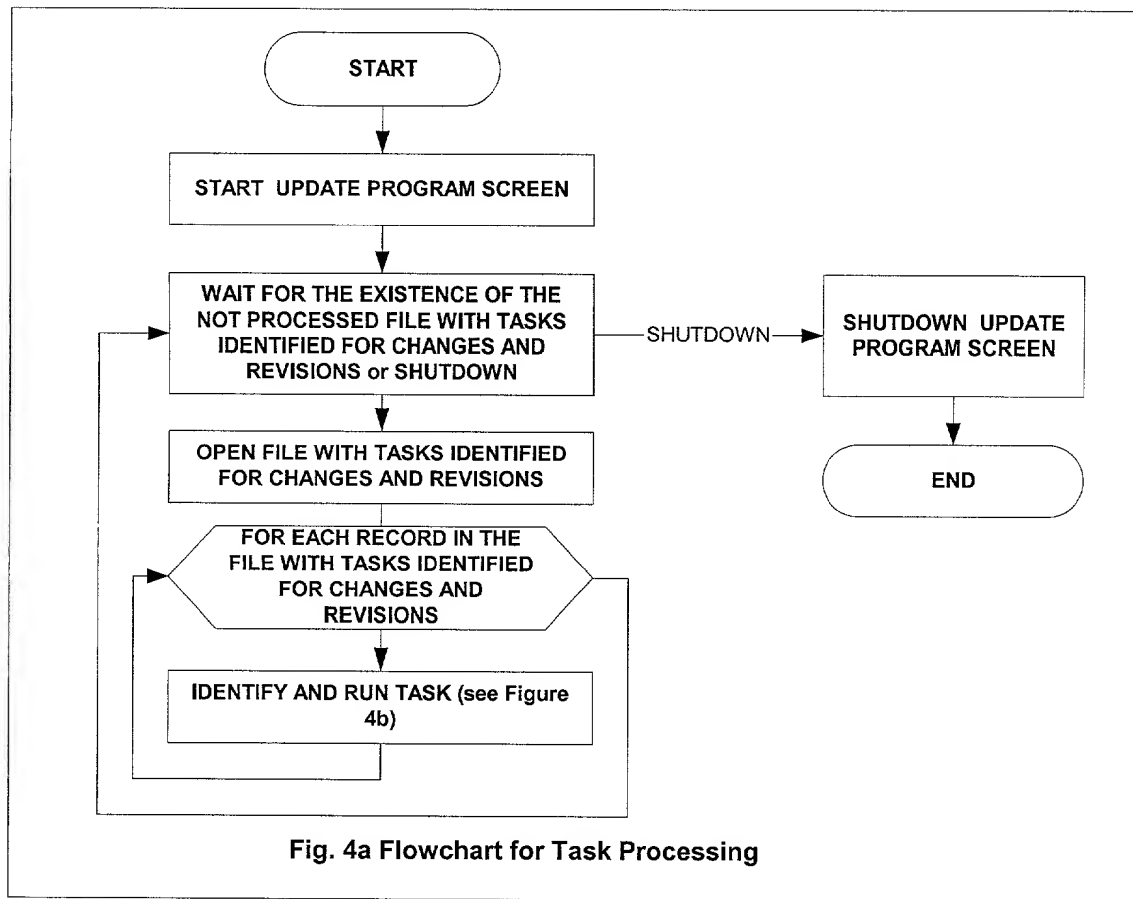 START
START UPDATE PROGRAM SCREEN
WAIT FOR THE EXISTENCE OF THE
NOT PROCESSED FILE WITH TASKS
IDENTIFIED FOR CHANGES AND
REVISIONS or SHUTDOWN
SHUTDOWN
SHUTDOWN UPDATE
PROGRAM SCREEN
OPEN FILE WITH TASKS IDENTIFIED
FOR CHANGES AND REVISIONS
END
FOR EACH RECORD IN THE
FILE WITH TASKS IDENTIFIED
FOR CHANGES AND
REVISIONS
IDENTIFY AND RUN TASK (see Figure
4b)
Fig. 4a Flowchart for Task Processing